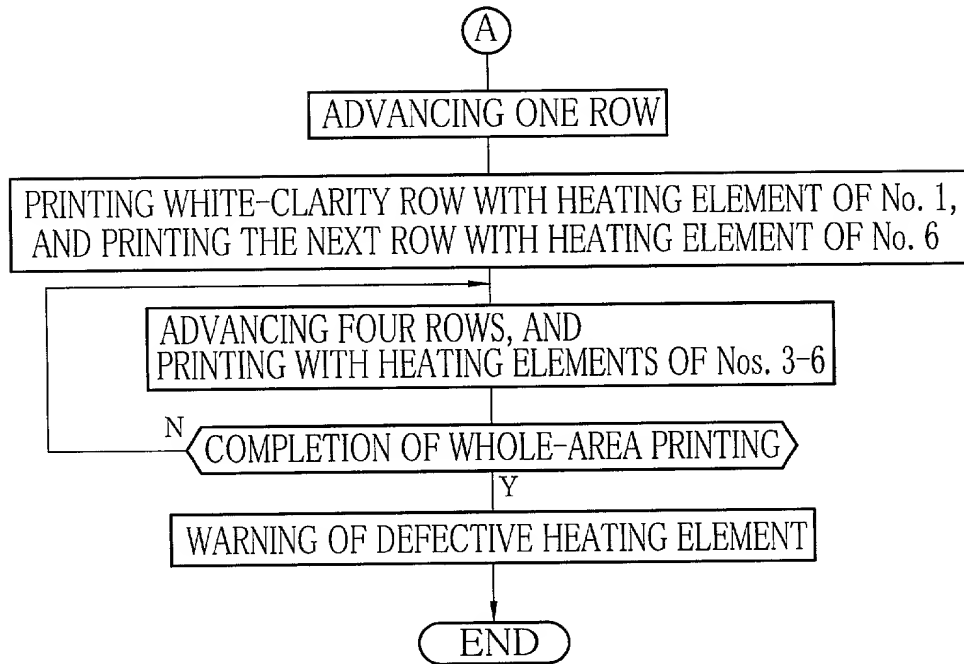 A
ADVANCING ONE ROW
PRINTING WHITE-CLARITY ROW WITH HEATING ELEMENT OF No. 1,
AND PRINTING THE NEXT ROW WITH HEATING ELEMENT OF No. 6
ADVANCING FOUR ROWS, AND
PRINTING WITH HEATING ELEMENTS OF Nos. 3-6
N
COMPLETION OF WHOLE-AREA PRINTING
Y
WARNING OF DEFECTIVE HEATING ELEMENT
END